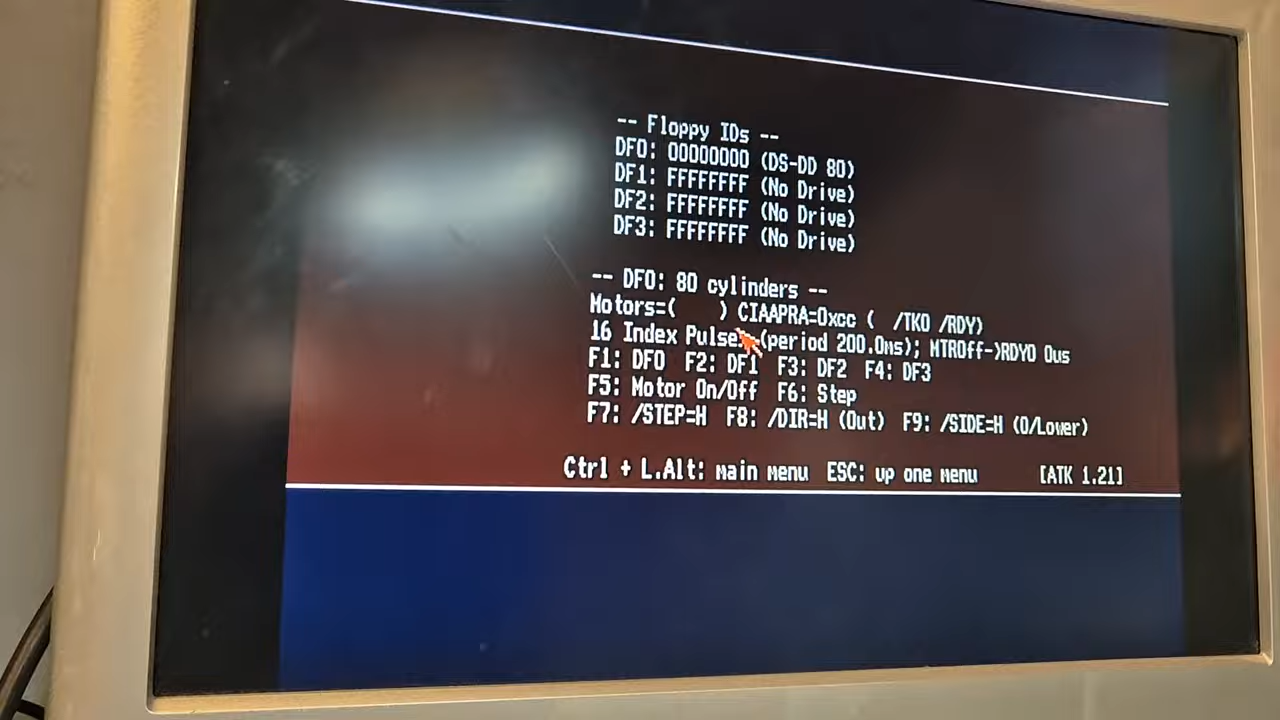 -- Floppy IDs --
DF0: 00000000 (DS-DD 80)
DF1: FFFFFFFF (No Drive)
DF2: FFFFFFFF (No Drive)
DF3: FFFFFFFF (No Drive)
-- DF0: 80 cylinders --
Motors=( ) CIAAPRA=0xcc ( /TK0 /RDY)
16 Index Pulses (period 200.0ms); MTROff->RDY0 0us
F1: DF0 F2: DF1 F3: DF2 F4: DF3
F5: Motor On/Off F6: Step
F7: /STEP=H F8: /DIR=H (Out) F9: /SIDE=H (0/Lower)
Ctrl + L.Alt: main menu ESC: up one menu [ATK 1.21]